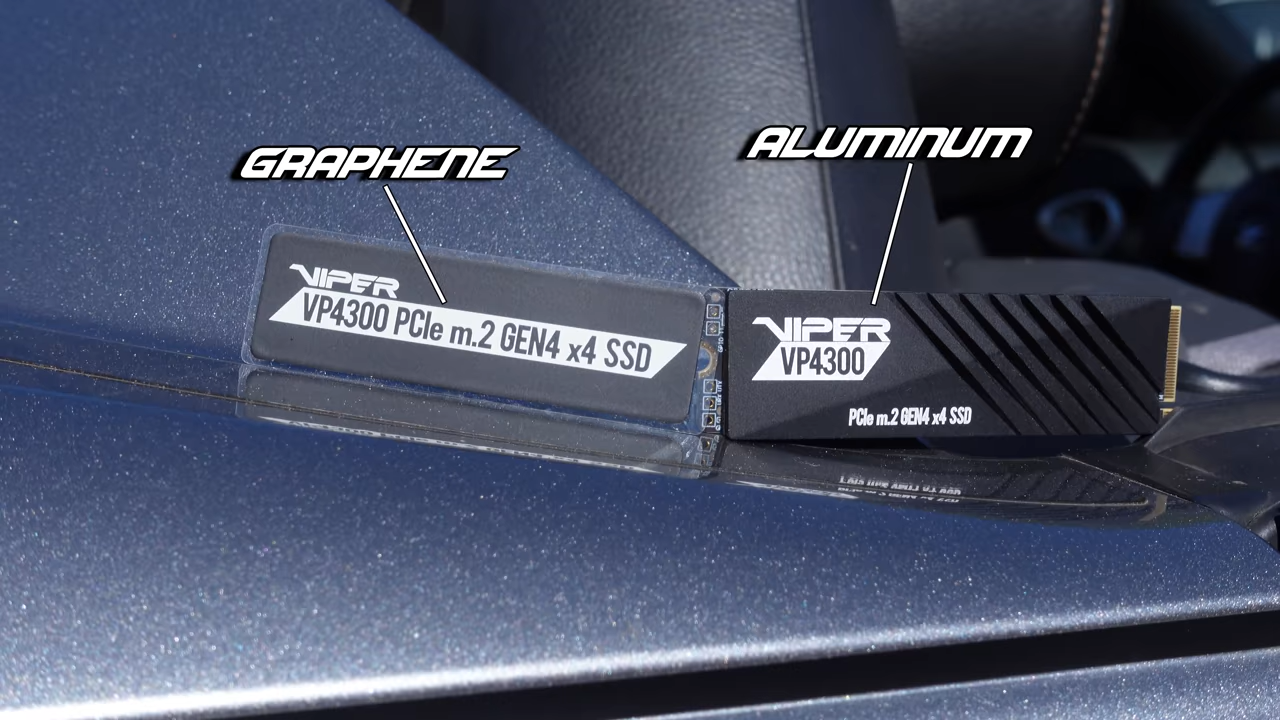 GRAPHENE
ALUMINUM
VIPER
VP4300 PCIe m.2 GEN4 x4 SSD
VIPER
VP4300
PCIe m.2 GEN4 x4 SSD